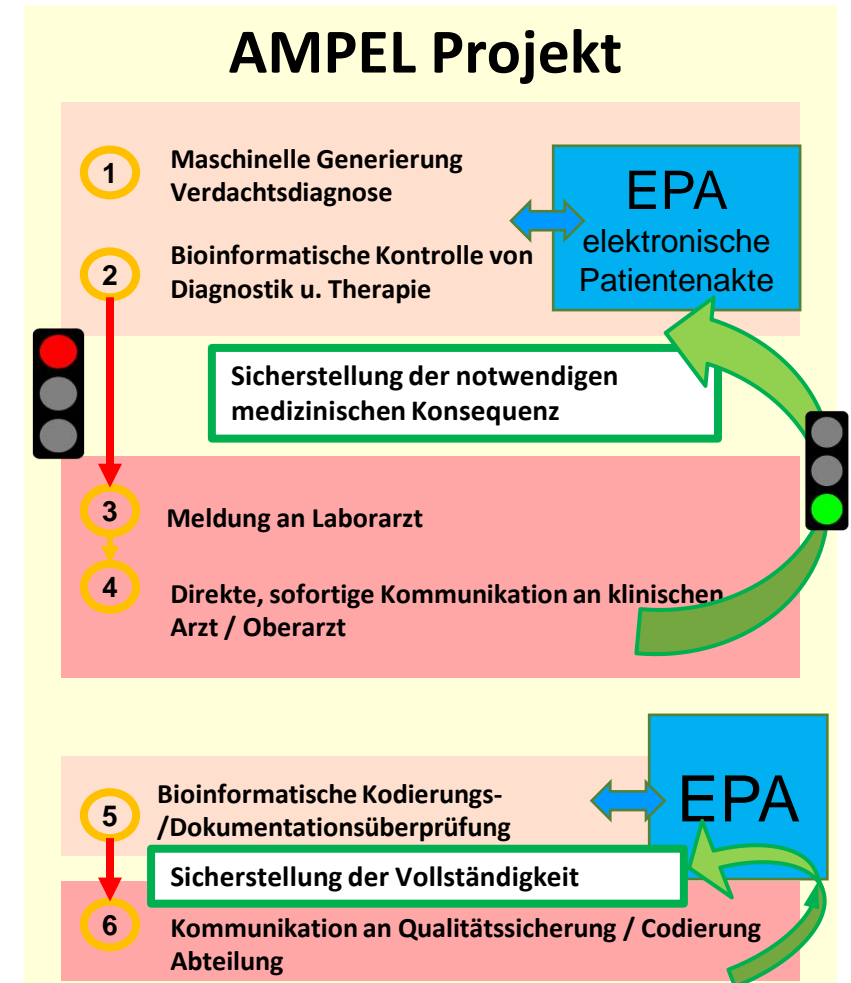 AMPEL Projekt
1
Maschinelle Generierung
Verdachtsdiagnose
EPA
elektronische
Patientenakte
2
Bioinformatische Kontrolle von
Diagnostik u. Therapie
Sicherstellung der notwendigen
medizinischen Konsequenz
3
Meldung an Laborarzt
4
Direkte, sofortige Kommunikation an klinischen
Arzt / Oberarzt
5
Bioinformatische Kodierungs-
/Dokumentationsüberprüfung
EPA
Sicherstellung der Vollständigkeit
6
Kommunikation an Qualitätssicherung / Codierung
Abteilung